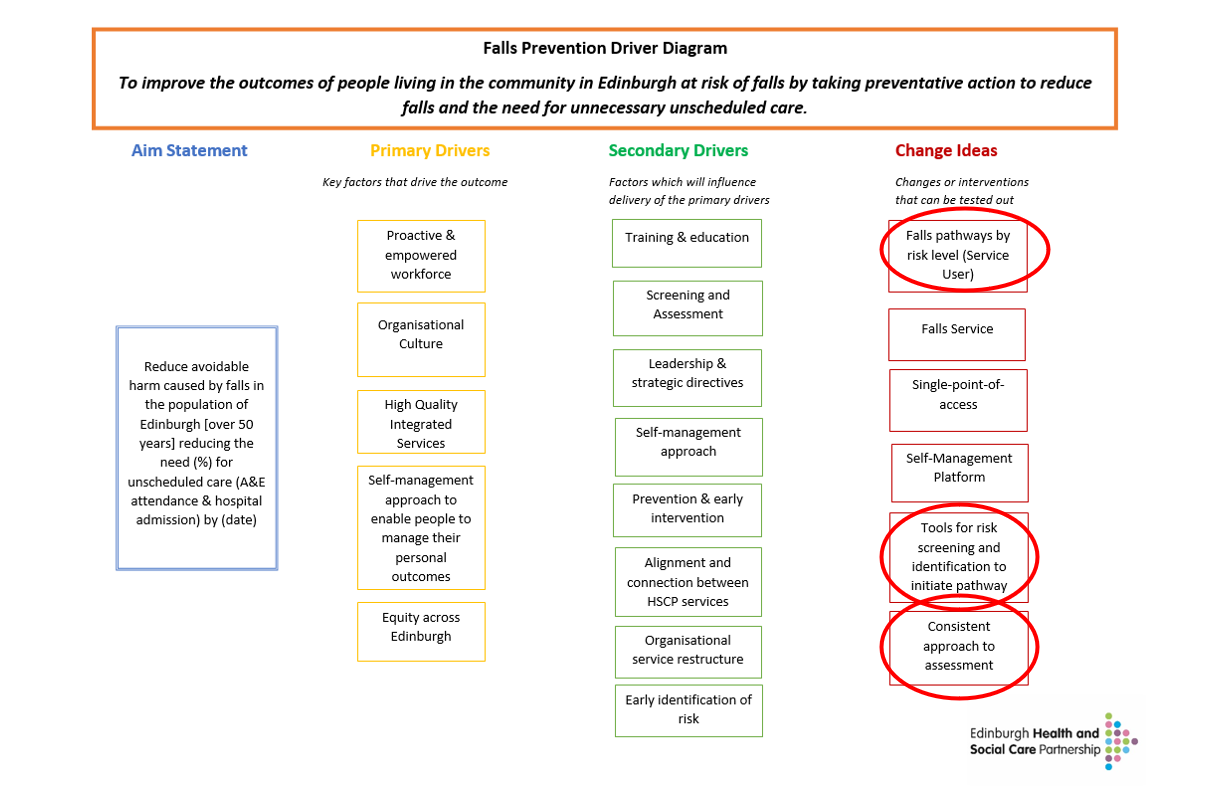 Falls Prevention Driver Diagram
To improve the outcomes of people living in the community in Edinburgh at risk of falls by taking preventative action to reduce
falls and the need for unnecessary unscheduled care.
Aim Statement
Reduce avoidable
harm caused by falls in
the population of
Edinburgh [over 50
years] reducing the
need (%) for
unscheduled care (A&E
attendance & hospital
admission) by (date)
Primary Drivers
Key factors that drive the outcome
Proactive &
empowered
workforce
Organisational
Culture
High Quality
Integrated
Services
Self-management
approach to
enable people to
manage their
personal
outcomes
Equity across
Edinburgh
Secondary Drivers
Factors which will influence
delivery of the primary drivers
Training & education
Screening and
Assessment
Leadership &
strategic directives
Self-management
approach
Prevention & early
intervention
Alignment and
connection between
HSCP services
Organisational
service restructure
Early identification of
risk
Change Ideas
Changes or interventions
that can be tested out
Falls pathways by
risk level (Service
User)
Falls Service
Single-point-of-
access
Self-Management
Platform
Tools for risk
screening and
identification to
initiate pathway
Consistent
approach to
assessment
Edinburgh Health and
Social Care Partnership